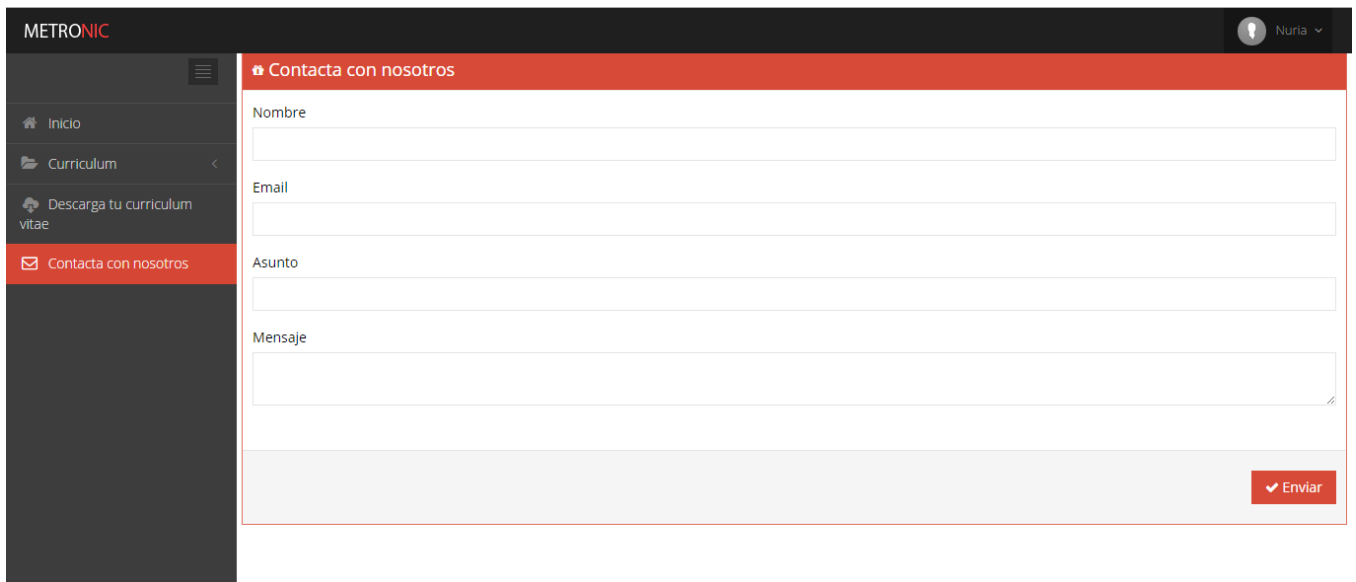 METRONIC
Nuria
Inicio
Curriculum
Descarga tu curriculum
vitae
Contacta con nosotros
Contacta con nosotros
Nombre
Email
Asunto
Mensaje
Enviar